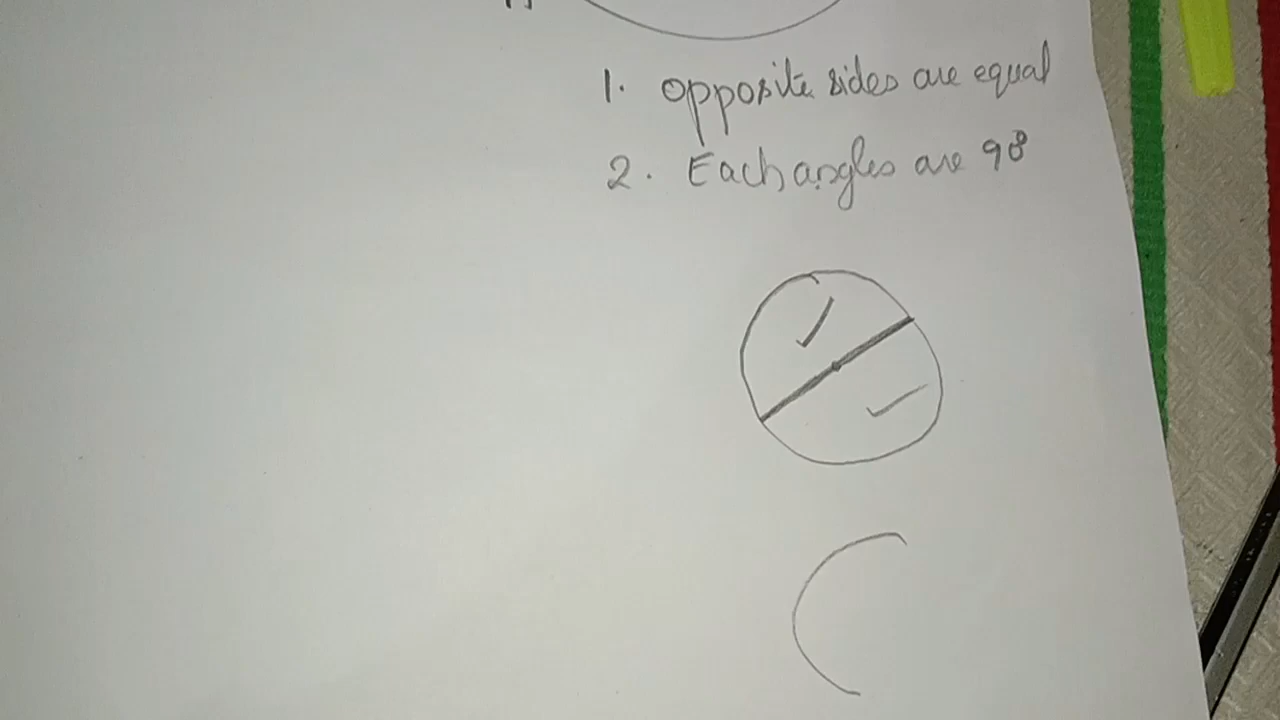 1. opposite sides are equal
2. Each angles are 90°